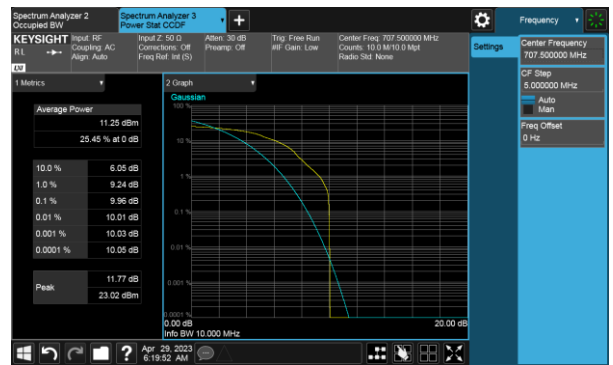 Spectrum Analyzer 2
Occupied BW
Spectrum Analyzer 3
Power Stat CCDF
Frequency
KEYSIGHT
RL
LXI
Input: RF
Coupling: AC
Align: Auto
Input Z: 50 Ω
Corrections: Off
Freq Ref: Int (S)
Atten: 30 dB
Preamp: Off
Trig: Free Run
#IF Gain: Low
Center Freq: 707.500000 MHz
Counts: 10.0 M/10.0 Mpt
Radio Std: None
Settings
Center Frequency
707.500000 MHz
CF Step
5.000000 MHz
Auto
Man
Freq Offset
0 Hz
1 Metrics
Average Power
11.25 dBm
25.45 % at 0 dB
10.0 % 6.05 dB
1.0 % 9.24 dB
0.1 % 9.96 dB
0.01 % 10.01 dB
0.001 % 10.03 dB
0.0001 % 10.05 dB
Peak
11.77 dB
23.02 dBm
2 Graph
Gaussian
100 %
10 %
1 %
0.1 %
0.01 %
0.001 %
0.0001 %
0.00 dB 20.00 dB
Info BW 10.000 MHz
?
Apr 29, 2023
6:19:52 AM